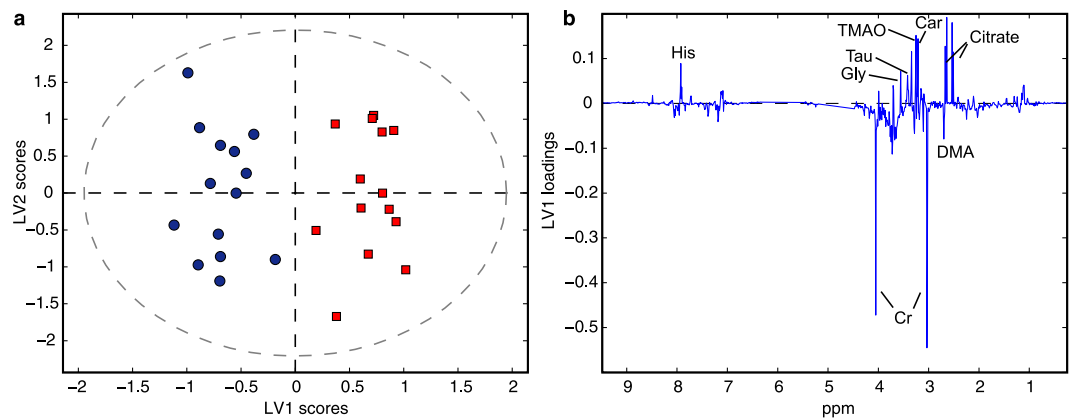 a
2
1.5
1
0.5
0
−0.5
−1
−1.5
−2
LV2 scores
−2
−1.5
−1
−0.5
0
0.5
1
1.5
2
LV1 scores
b
0.1
0
−0.1
−0.2
−0.3
−0.4
−0.5
LV1 loadings
His
TMAO
Car
Tau
Gly
Citrate
DMA
Cr
9
8
7
6
5
4
3
2
1
ppm